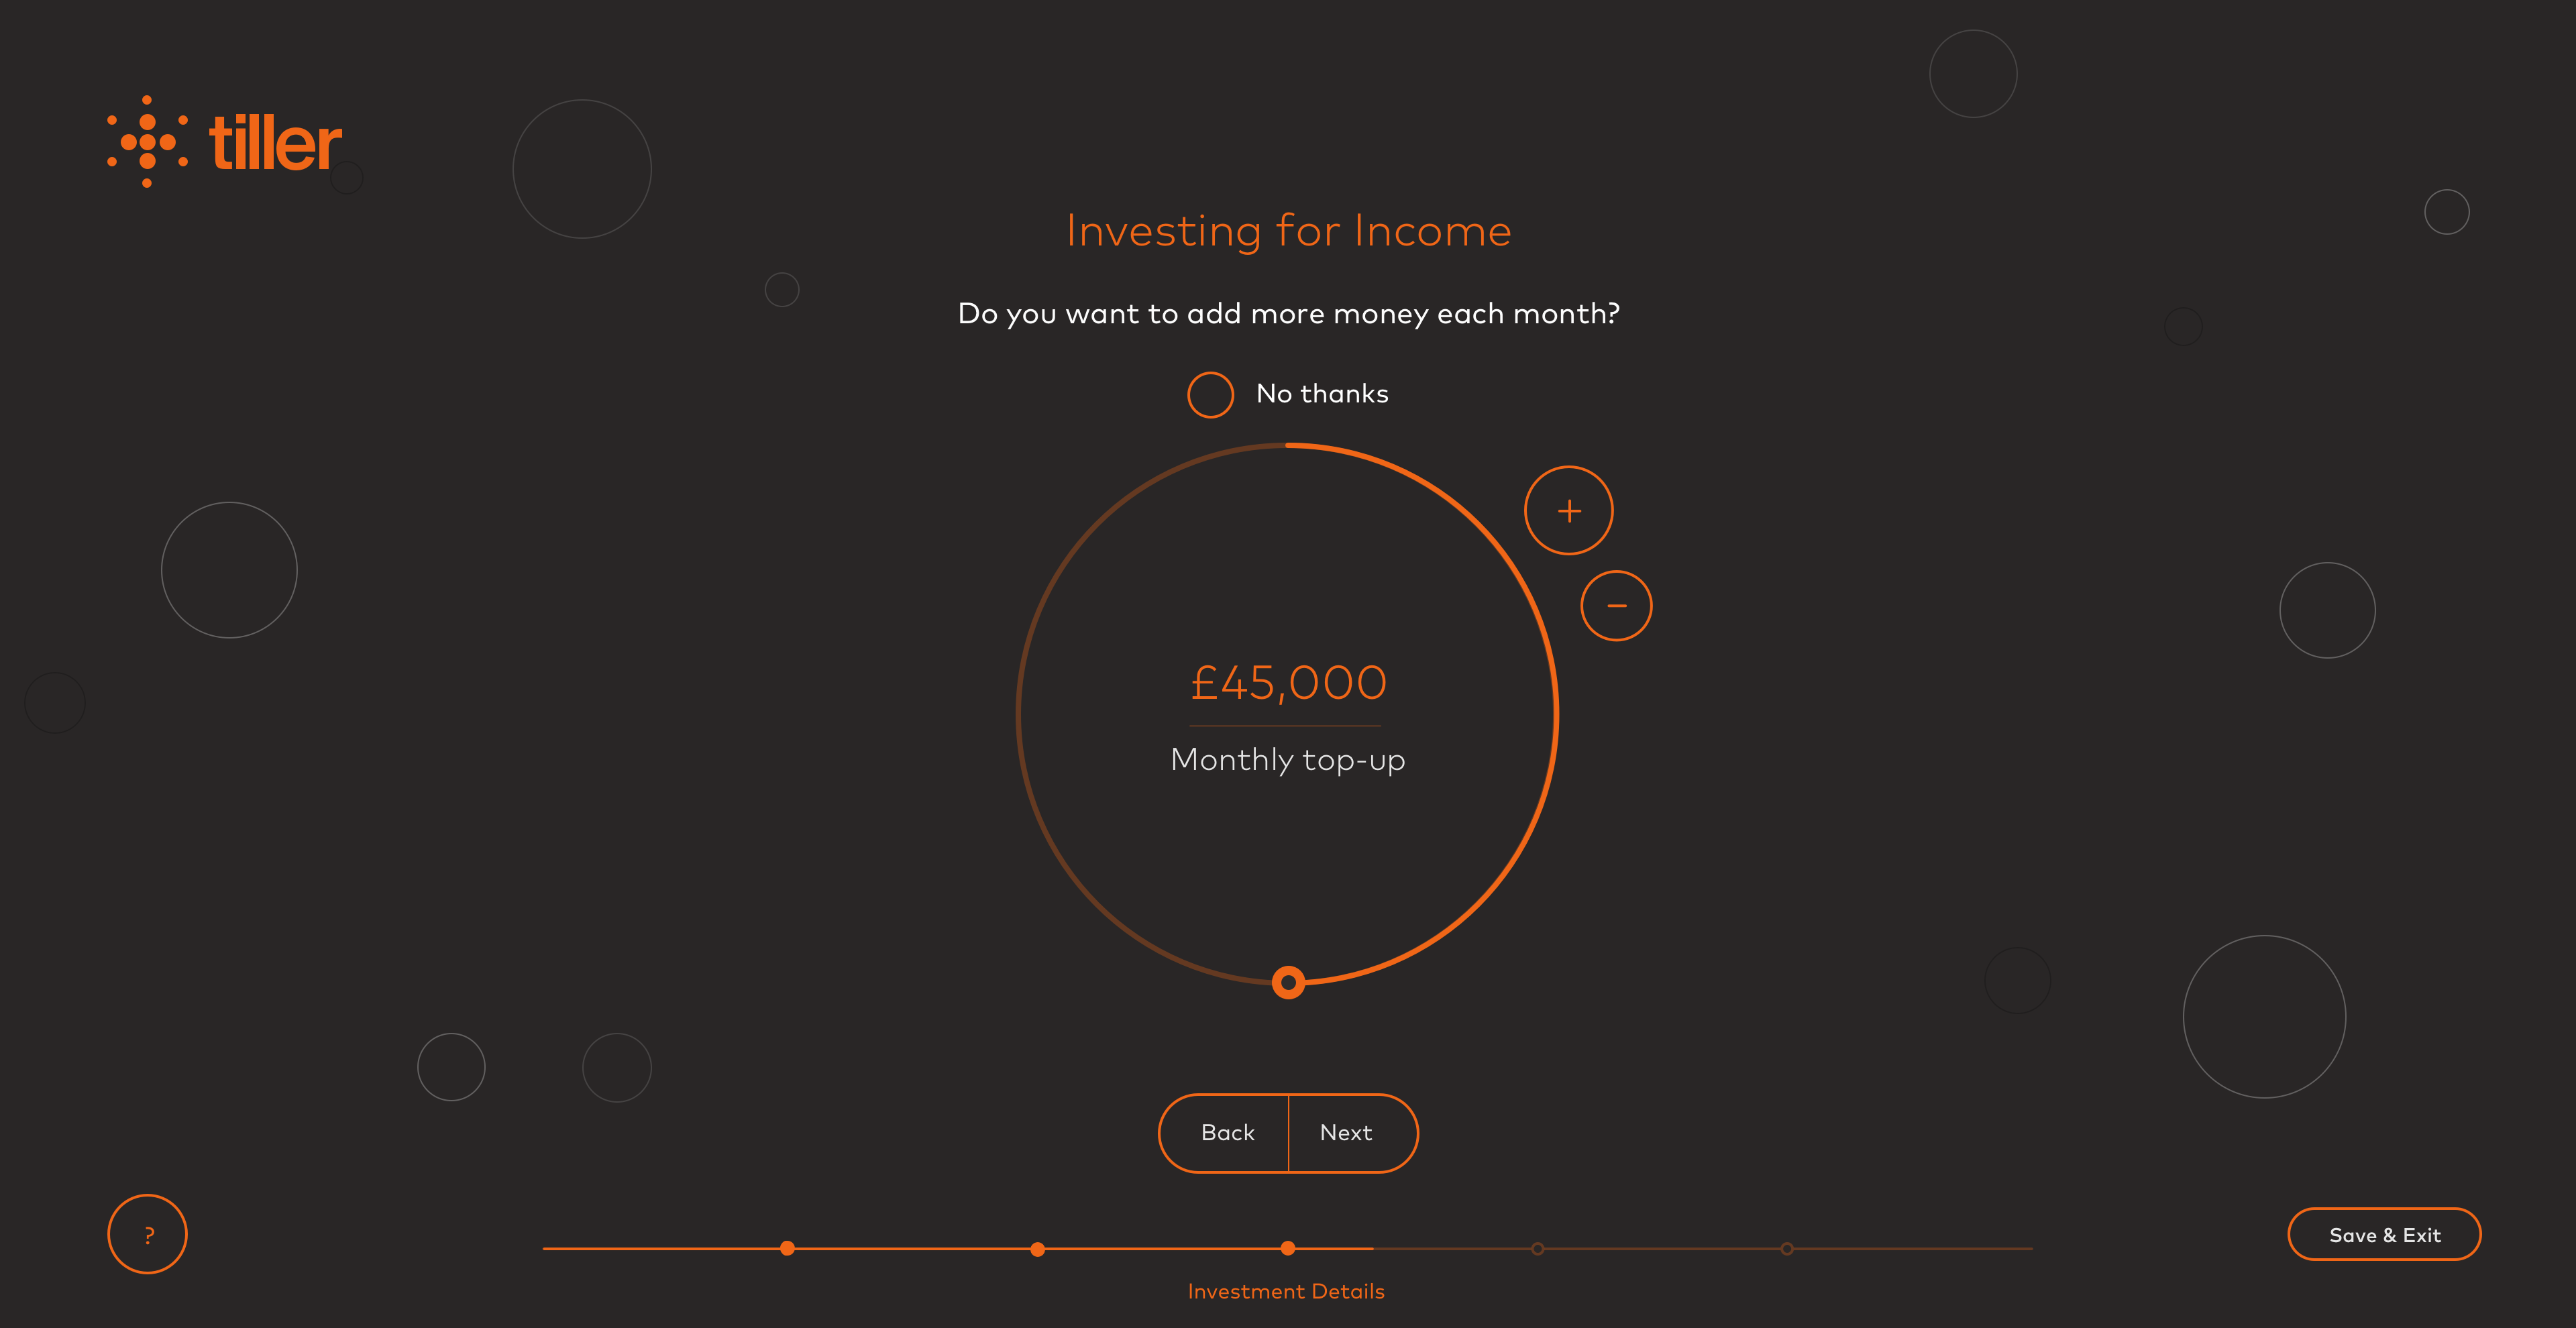 tiller
Investing for Income
Do you want to add more money each month?
No thanks
+
−
£45,000
Monthly top-up
Back
Next
?
Save & Exit
Investment Details